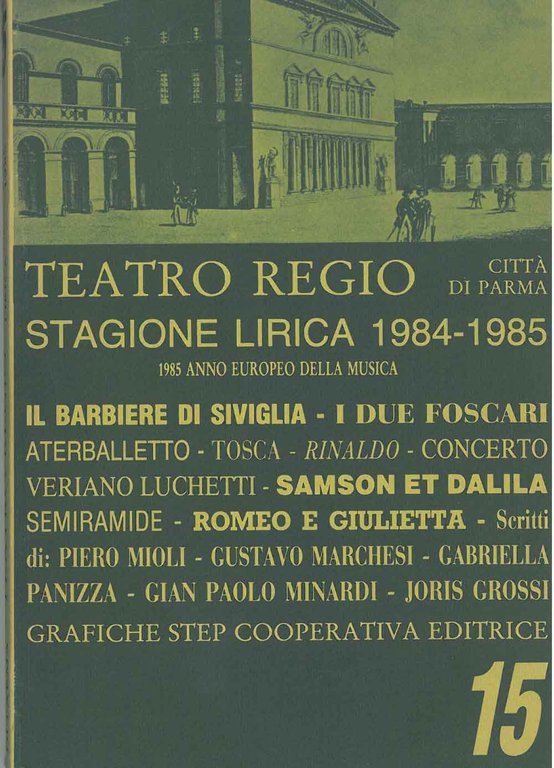 TEATRO REGIO CITTÀ DI PARMA
STAGIONE LIRICA 1984-1985
1985 ANNO EUROPEO DELLA MUSICA
IL BARBIERE DI SIVIGLIA - I DUE FOSCARI
ATERBALLETTO - TOSCA - RINALDO - CONCERTO
VERIANO LUCHETTI - SAMSON ET DALILA
SEMIRAMIDE - ROMEO E GIULIETTA - Scritti
di: PIERO MIOLI - GUSTAVO MARCHESI - GABRIELLA
PANIZZA - GIAN PAOLO MINARDI - JORIS GROSSI
GRAFICHE STEP COOPERATIVA EDITRICE
15